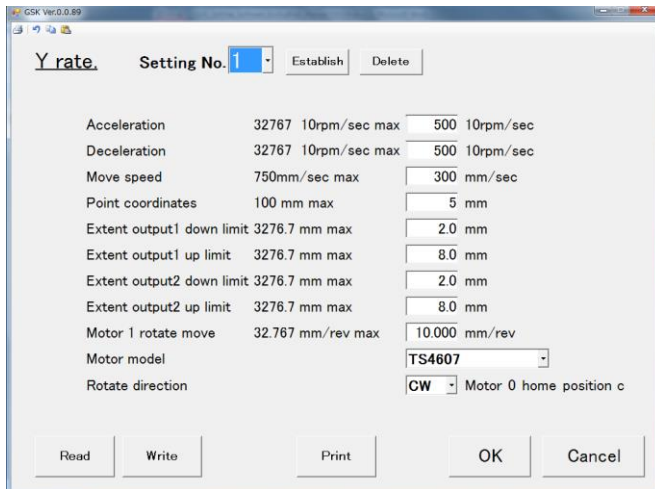 GSK Ver.0.0.89
Y rate. Setting No. 1 Establish Delete
Acceleration 32767 10rpm/sec max 500 10rpm/sec
Deceleration 32767 10rpm/sec max 500 10rpm/sec
Move speed 750mm/sec max 300 mm/sec
Point coordinates 100 mm max 5 mm
Extent output1 down limit 3276.7 mm max 2.0 mm
Extent output1 up limit 3276.7 mm max 8.0 mm
Extent output2 down limit 3276.7 mm max 2.0 mm
Extent output2 up limit 3276.7 mm max 8.0 mm
Motor 1 rotate move 32.767 mm/rev max 10.000 mm/rev
Motor model TS4607
Rotate direction CW Motor 0 home position c
Read Write Print OK Cancel